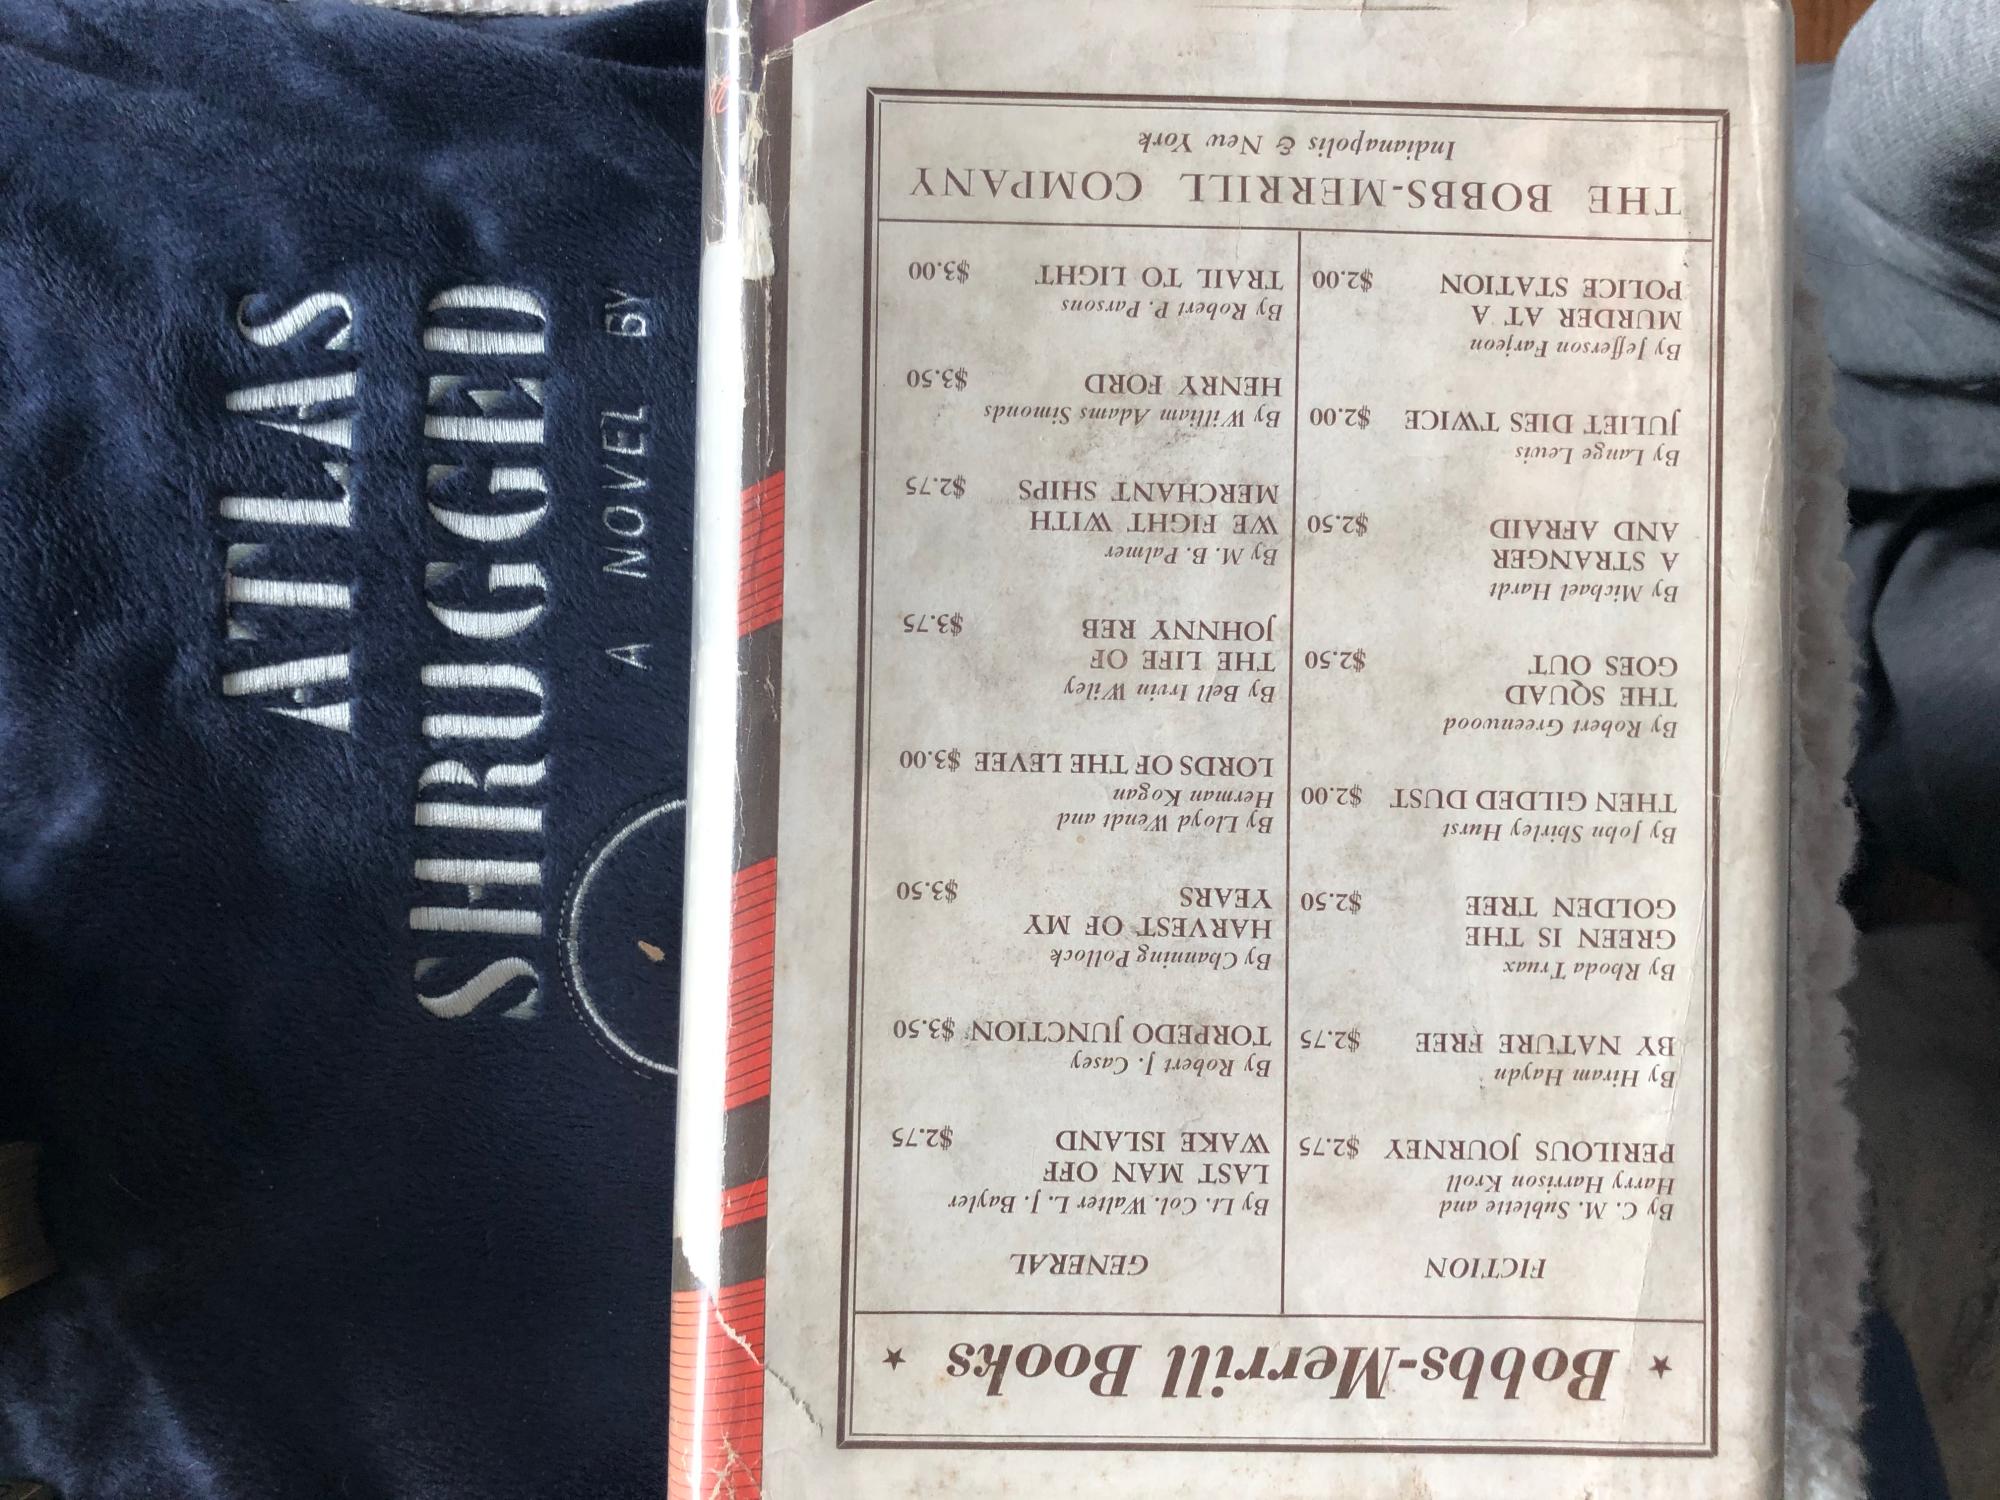 ATLAS
SHRUGGED
A NOVEL BY
★ Bobbs-Merrill Books ★
FICTION
By C. M. Sublette and
Harry Harrison Kroll
PERILOUS JOURNEY $2.75
By Hiram Haydn
BY NATURE FREE $2.75
By Rhoda Truax
GREEN IS THE
GOLDEN TREE $2.50
By John Shirley Hurst
THEN GILDED DUST $2.00
By Robert Greenwood
THE SQUAD
GOES OUT $2.50
By Michael Hardt
A STRANGER
AND AFRAID $2.50
By Lange Lewis
JULIET DIES TWICE $2.00
By Jefferson Farjeon
MURDER AT A
POLICE STATION $2.00
GENERAL
By Lt. Col. Walter L. J. Bayler
LAST MAN OFF
WAKE ISLAND $2.75
By Robert J. Casey
TORPEDO JUNCTION $3.50
By Channing Pollock
HARVEST OF MY
YEARS $3.50
By Lloyd Wendt and
Herman Kogan
LORDS OF THE LEVEE $3.00
By Bell Irvin Wiley
THE LIFE OF
JOHNNY REB $3.75
By M. B. Palmer
WE FIGHT WITH
MERCHANT SHIPS $2.75
By William Adams Simonds
HENRY FORD $3.50
By Robert P. Parsons
TRAIL TO LIGHT $3.00
THE BOBBS-MERRILL COMPANY
Indianapolis & New York